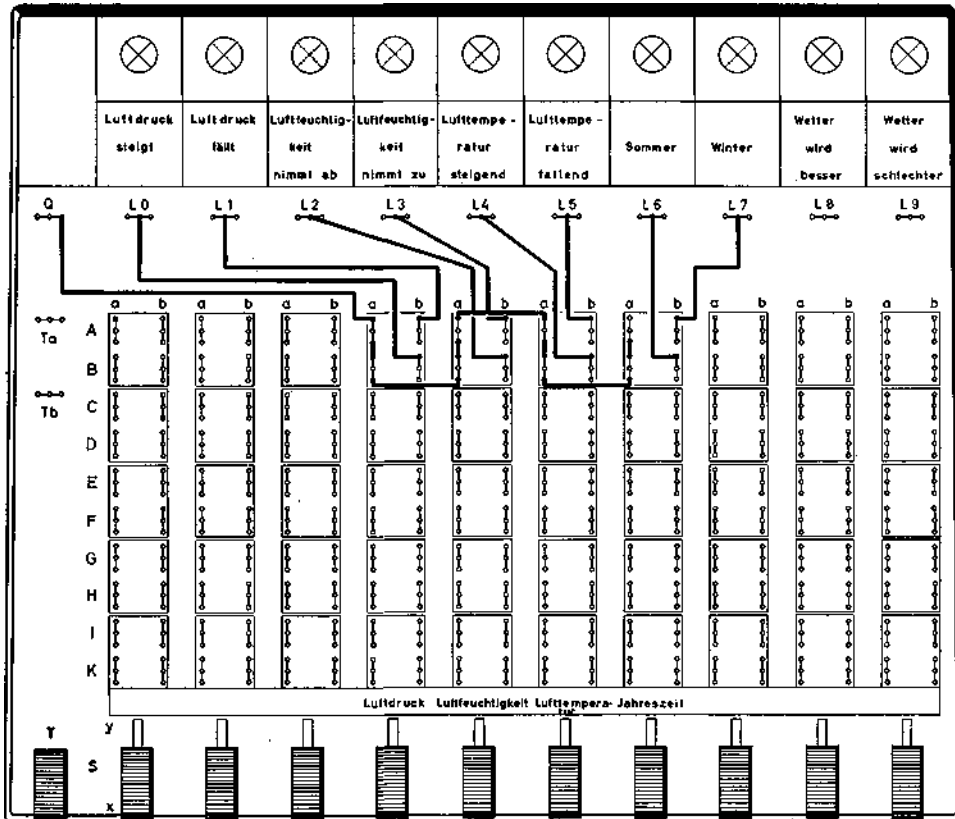 Luftdruck Luftdruck Luftfeuchtig- Luftfeuchtig- Lufttempe - Lufttempe - Sommer Winter Wetter Wetter
steigt fällt keit keit ratur ratur wird wird
nimmt ab nimmt zu steigend fallend besser schlechter
Q L0 L1 L2 L3 L4 L5 L6 L7 L8 L9
a b a b a b a b a b a b a b a b a b a b
Ta A
B
Tb C
D
E
F
G
H
I
K
Luftdruck Luftfeuchtigkeit Lufttempera- Jahreszeit
tur
T y
S
x